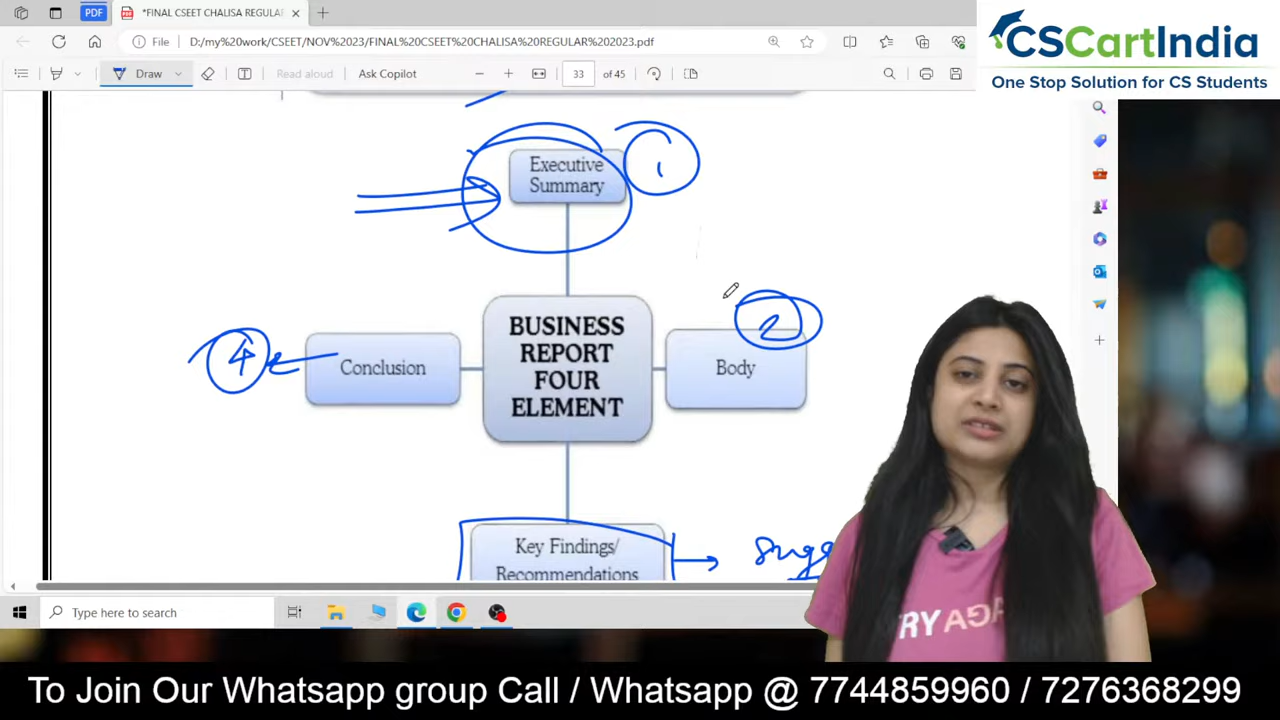 PDF
*FINAL CSEET CHALISA REGULAR
File
D:/my%20work/CSEET/NOV%2023/FINAL%20CSEET%20CHALISA%20REGULAR%202023.pdf
Draw
Read aloud
Ask Copilot
33
of 45
CSCartIndia
One Stop Solution for CS Students
Executive
Summary
1
BUSINESS
REPORT
FOUR
ELEMENT
Conclusion
4
Body
2
Key Findings/
Recommendations
Type here to search
To Join Our Whatsapp group Call / Whatsapp @ 7744859960 / 7276368299